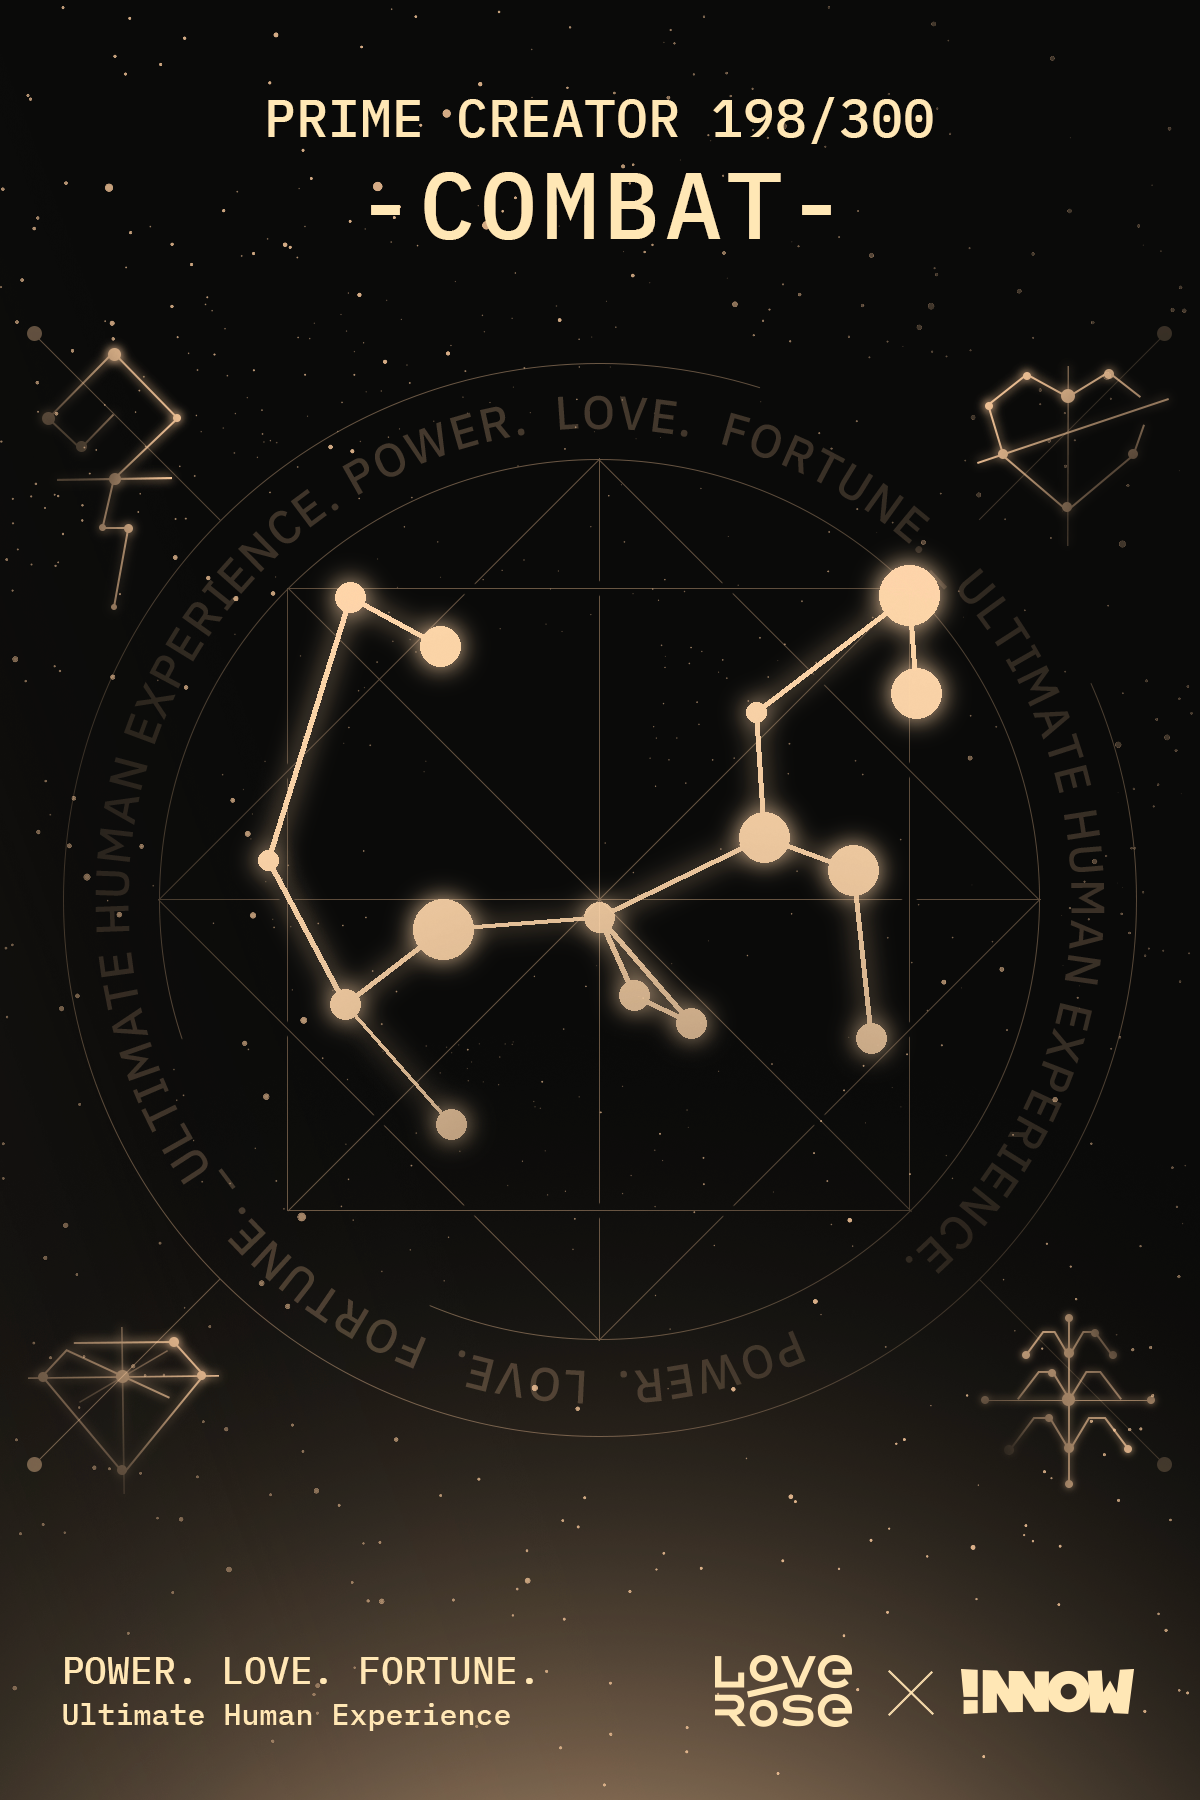 PRIME CREATOR 198/300
-COMBAT-
POWER. LOVE. FORTUNE. ULTIMATE HUMAN EXPERIENCE.
POWER. LOVE. FORTUNE. — ULTIMATE HUMAN EXPERIENCE.
POWER. LOVE. FORTUNE.
Ultimate Human Experience
LOVE
ROSE
!NNOW